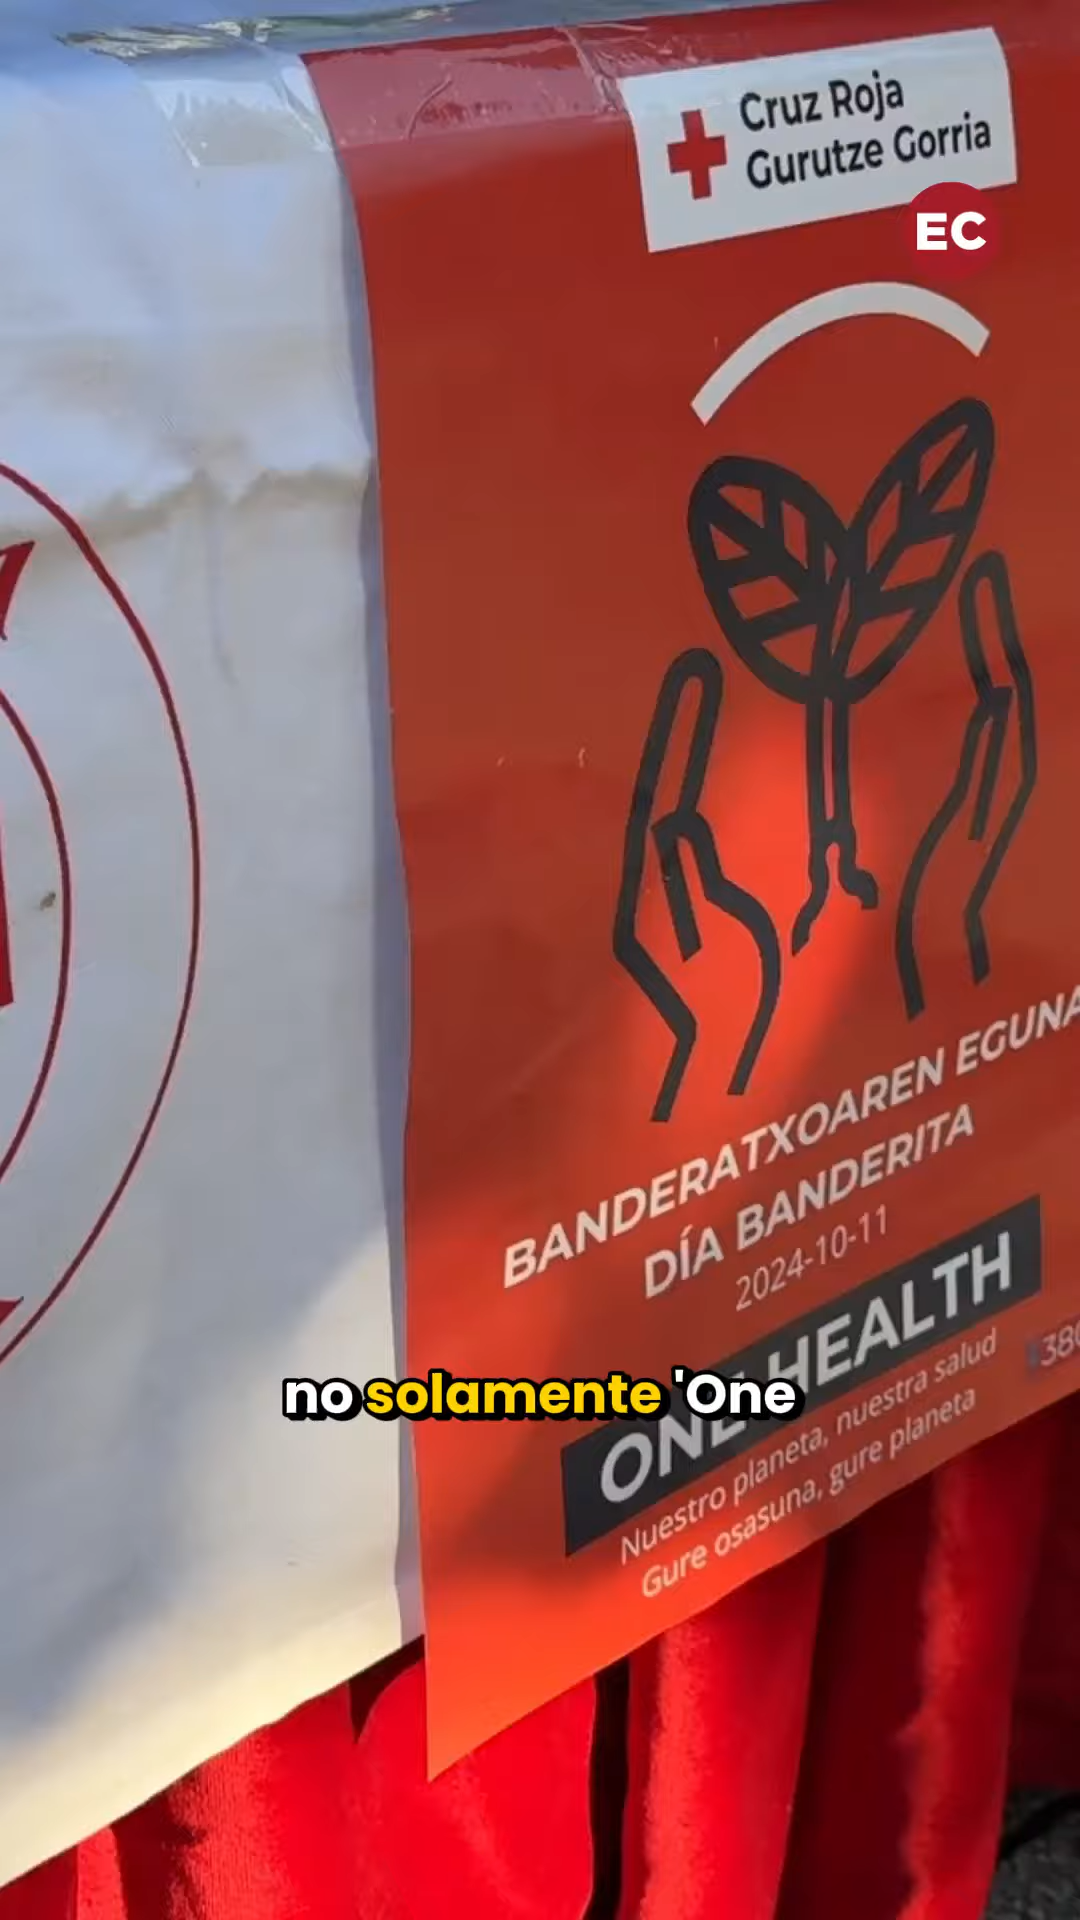 Cruz Roja
Gurutze Gorria
EC
BANDERATXOAREN EGUNA
DÍA BANDERITA
2024-10-11
ONE HEALTH
Nuestro planeta, nuestra salud
Gure osasuna, gure planeta
no solamente 'One